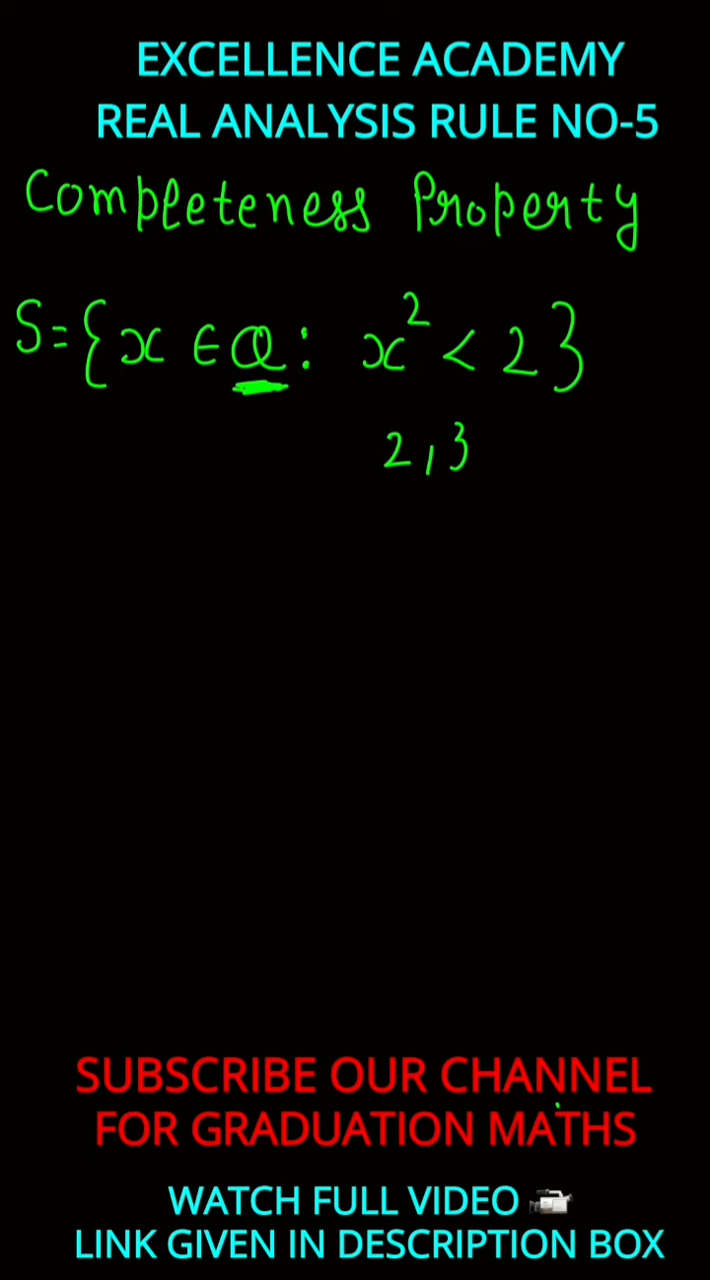 EXCELLENCE ACADEMY
REAL ANALYSIS RULE NO-5
Completeness Property
S={x ∈ Q : x² < 2}
2,3
SUBSCRIBE OUR CHANNEL
FOR GRADUATION MATHS
WATCH FULL VIDEO
LINK GIVEN IN DESCRIPTION BOX